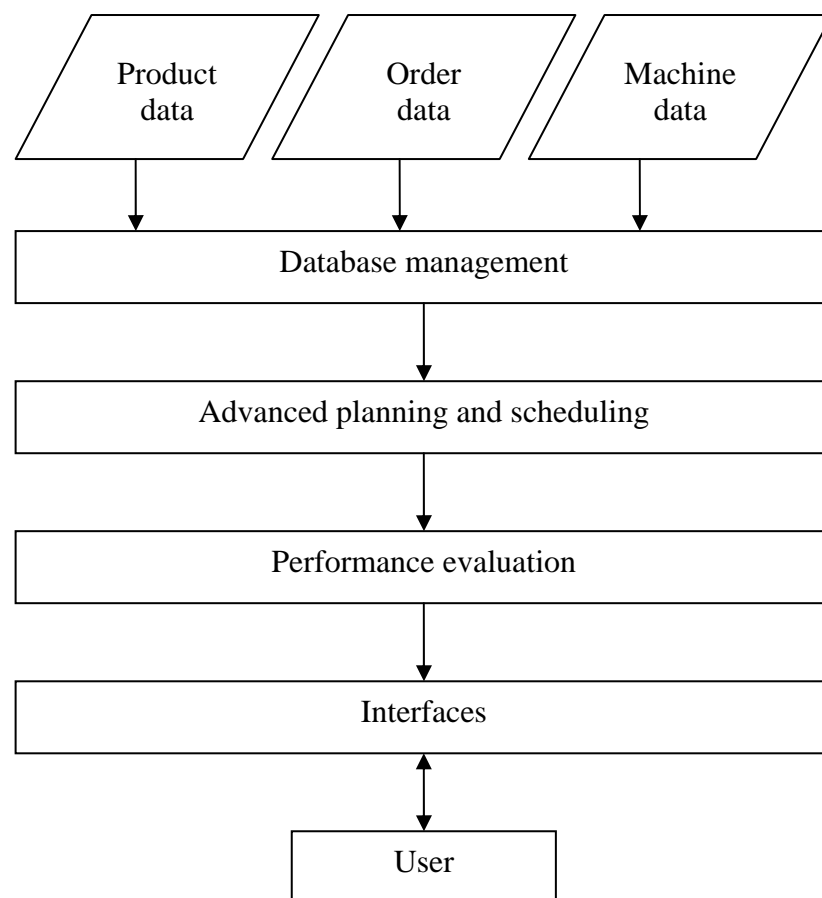 Product
data
Order
data
Machine
data
Database management
Advanced planning and scheduling
Performance evaluation
Interfaces
User